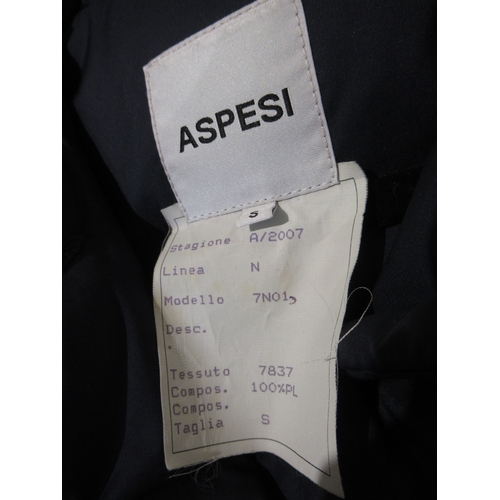 ASPESI
S
Stagione A/2007
Linea N
Modello 7N01
Desc.
.
Tessuto 7837
Compos. 100%PL
Compos.
Taglia S